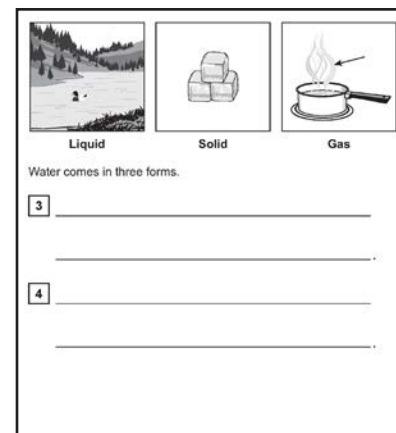 Liquid Solid Gas
Water comes in three forms.
3
.
4
.